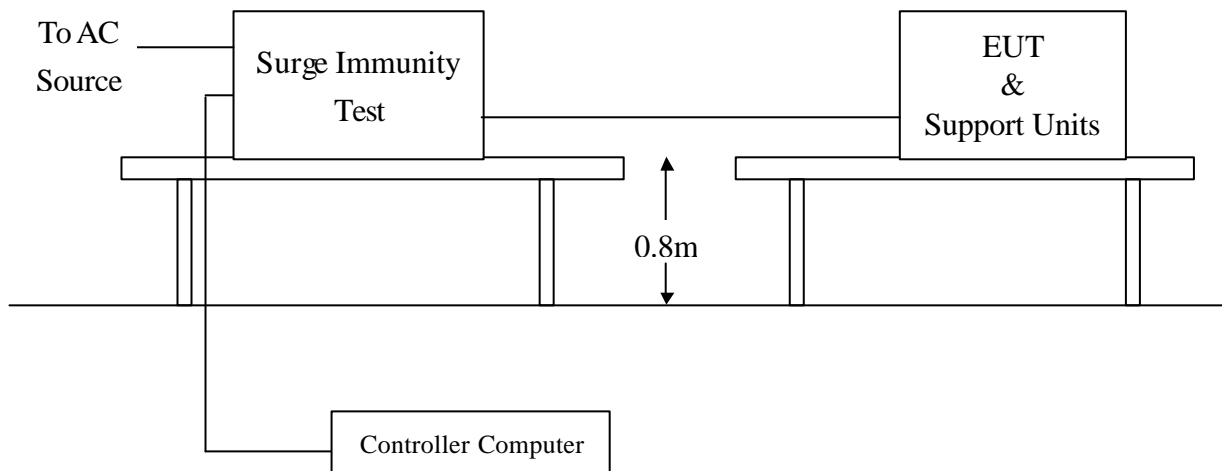 To AC
Source
Surge Immunity
Test
EUT
&
Support Units
0.8m
Controller Computer